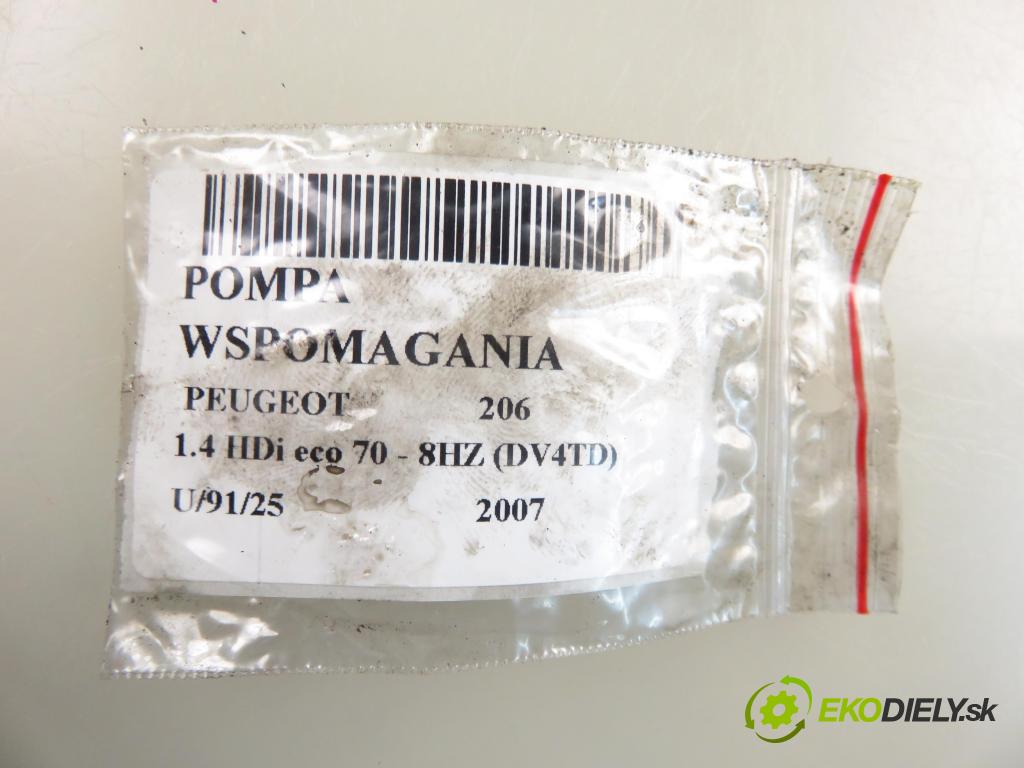 POMPA
WSPOMAGANIA
PEUGEOT 206
1.4 HDi eco 70 - 8HZ (DV4TD)
U/91/25 2007
EKODIELY.sk